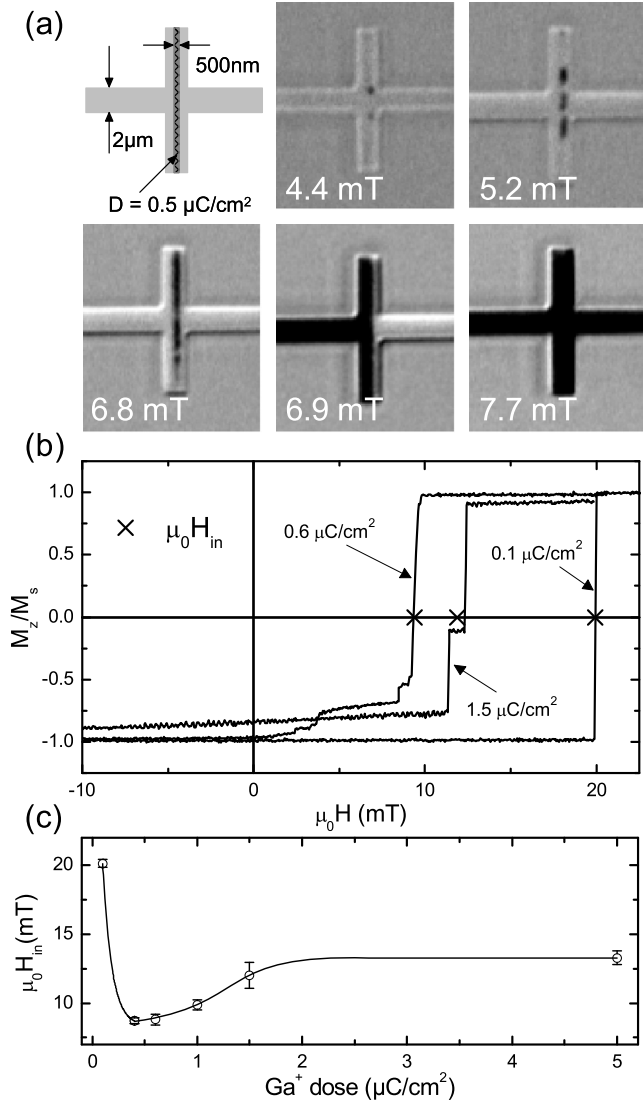 (a)
500nm
2μm
D = 0.5 μC/cm²
4.4 mT
5.2 mT
6.8 mT
6.9 mT
7.7 mT
(b)
1.0
0.5
0.0
-0.5
-1.0
M_z/M_s
× μ₀H_in
0.6 μC/cm²
0.1 μC/cm²
1.5 μC/cm²
-10 0 10 20
μ₀H (mT)
(c)
20
15
10
μ₀H_in(mT)
0 1 2 3 4 5
Ga⁺ dose (μC/cm²)